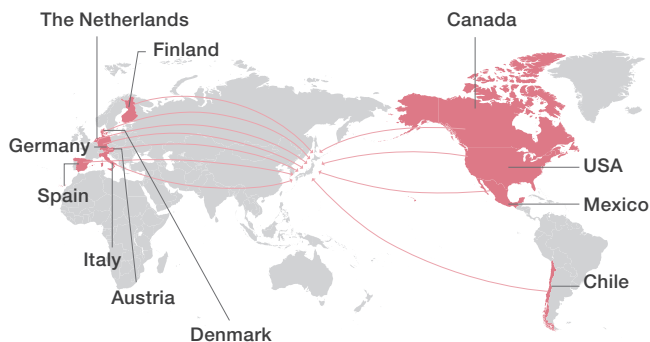 The Netherlands
Finland
Canada
Germany
Spain
USA
Mexico
Italy
Austria
Chile
Denmark